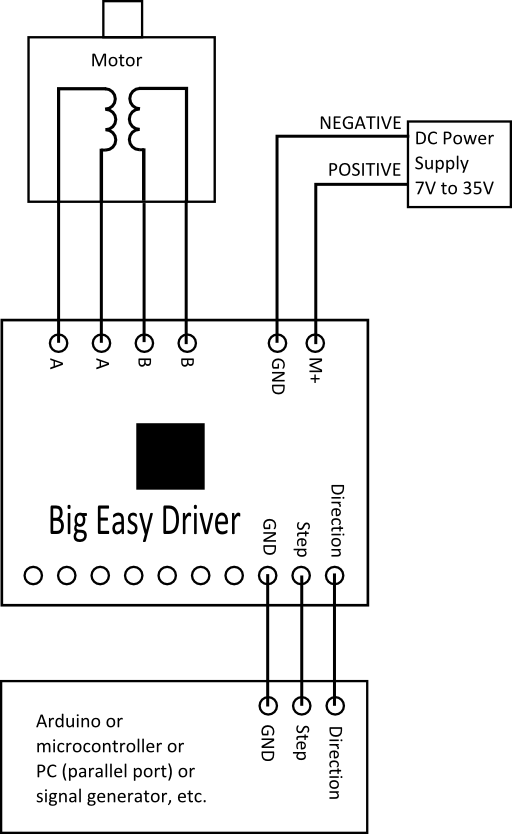 Motor
NEGATIVE
POSITIVE
DC Power
Supply
7V to 35V
A
A
B
B
GND
M+
Big Easy Driver
GND
Step
Direction
GND
Step
Direction
Arduino or
microcontroller or
PC (parallel port) or
signal generator, etc.